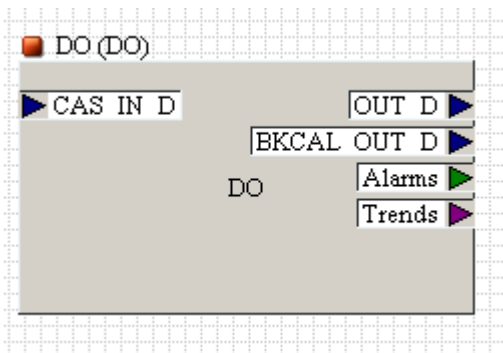 DO (DO)
CAS IN D
OUT D
BKCAL OUT D
DO
Alarms
Trends